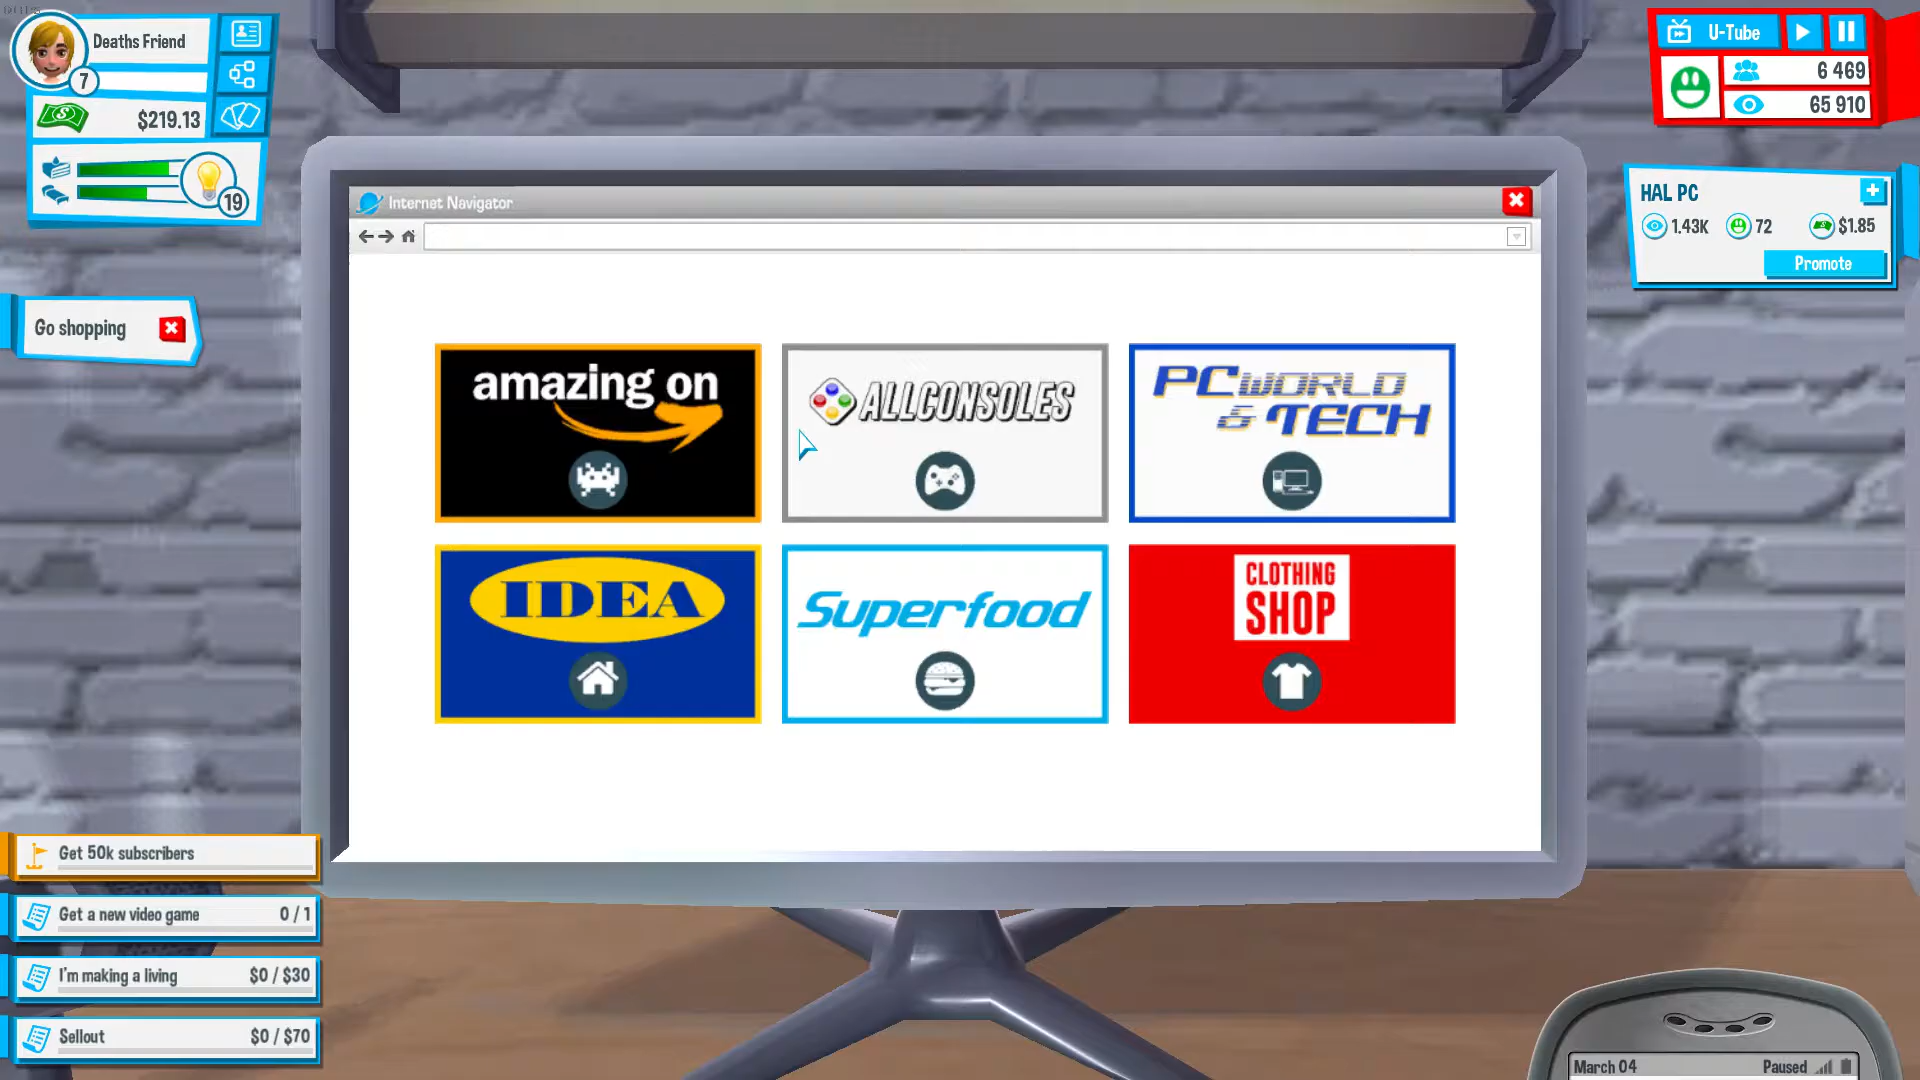 Deaths Friend
7
$219.13
19
U-Tube
6 469
65 910
HAL PC
1.43K
72
$1.85
Promote
Go shopping
Internet Navigator
amazing on
ALLCONSOLES
PC WORLD
& TECH
IDEA
Superfood
CLOTHING
SHOP
Get 50k subscribers
Get a new video game 0 / 1
I'm making a living $0 / $30
Sellout $0 / $70
March 04 Paused